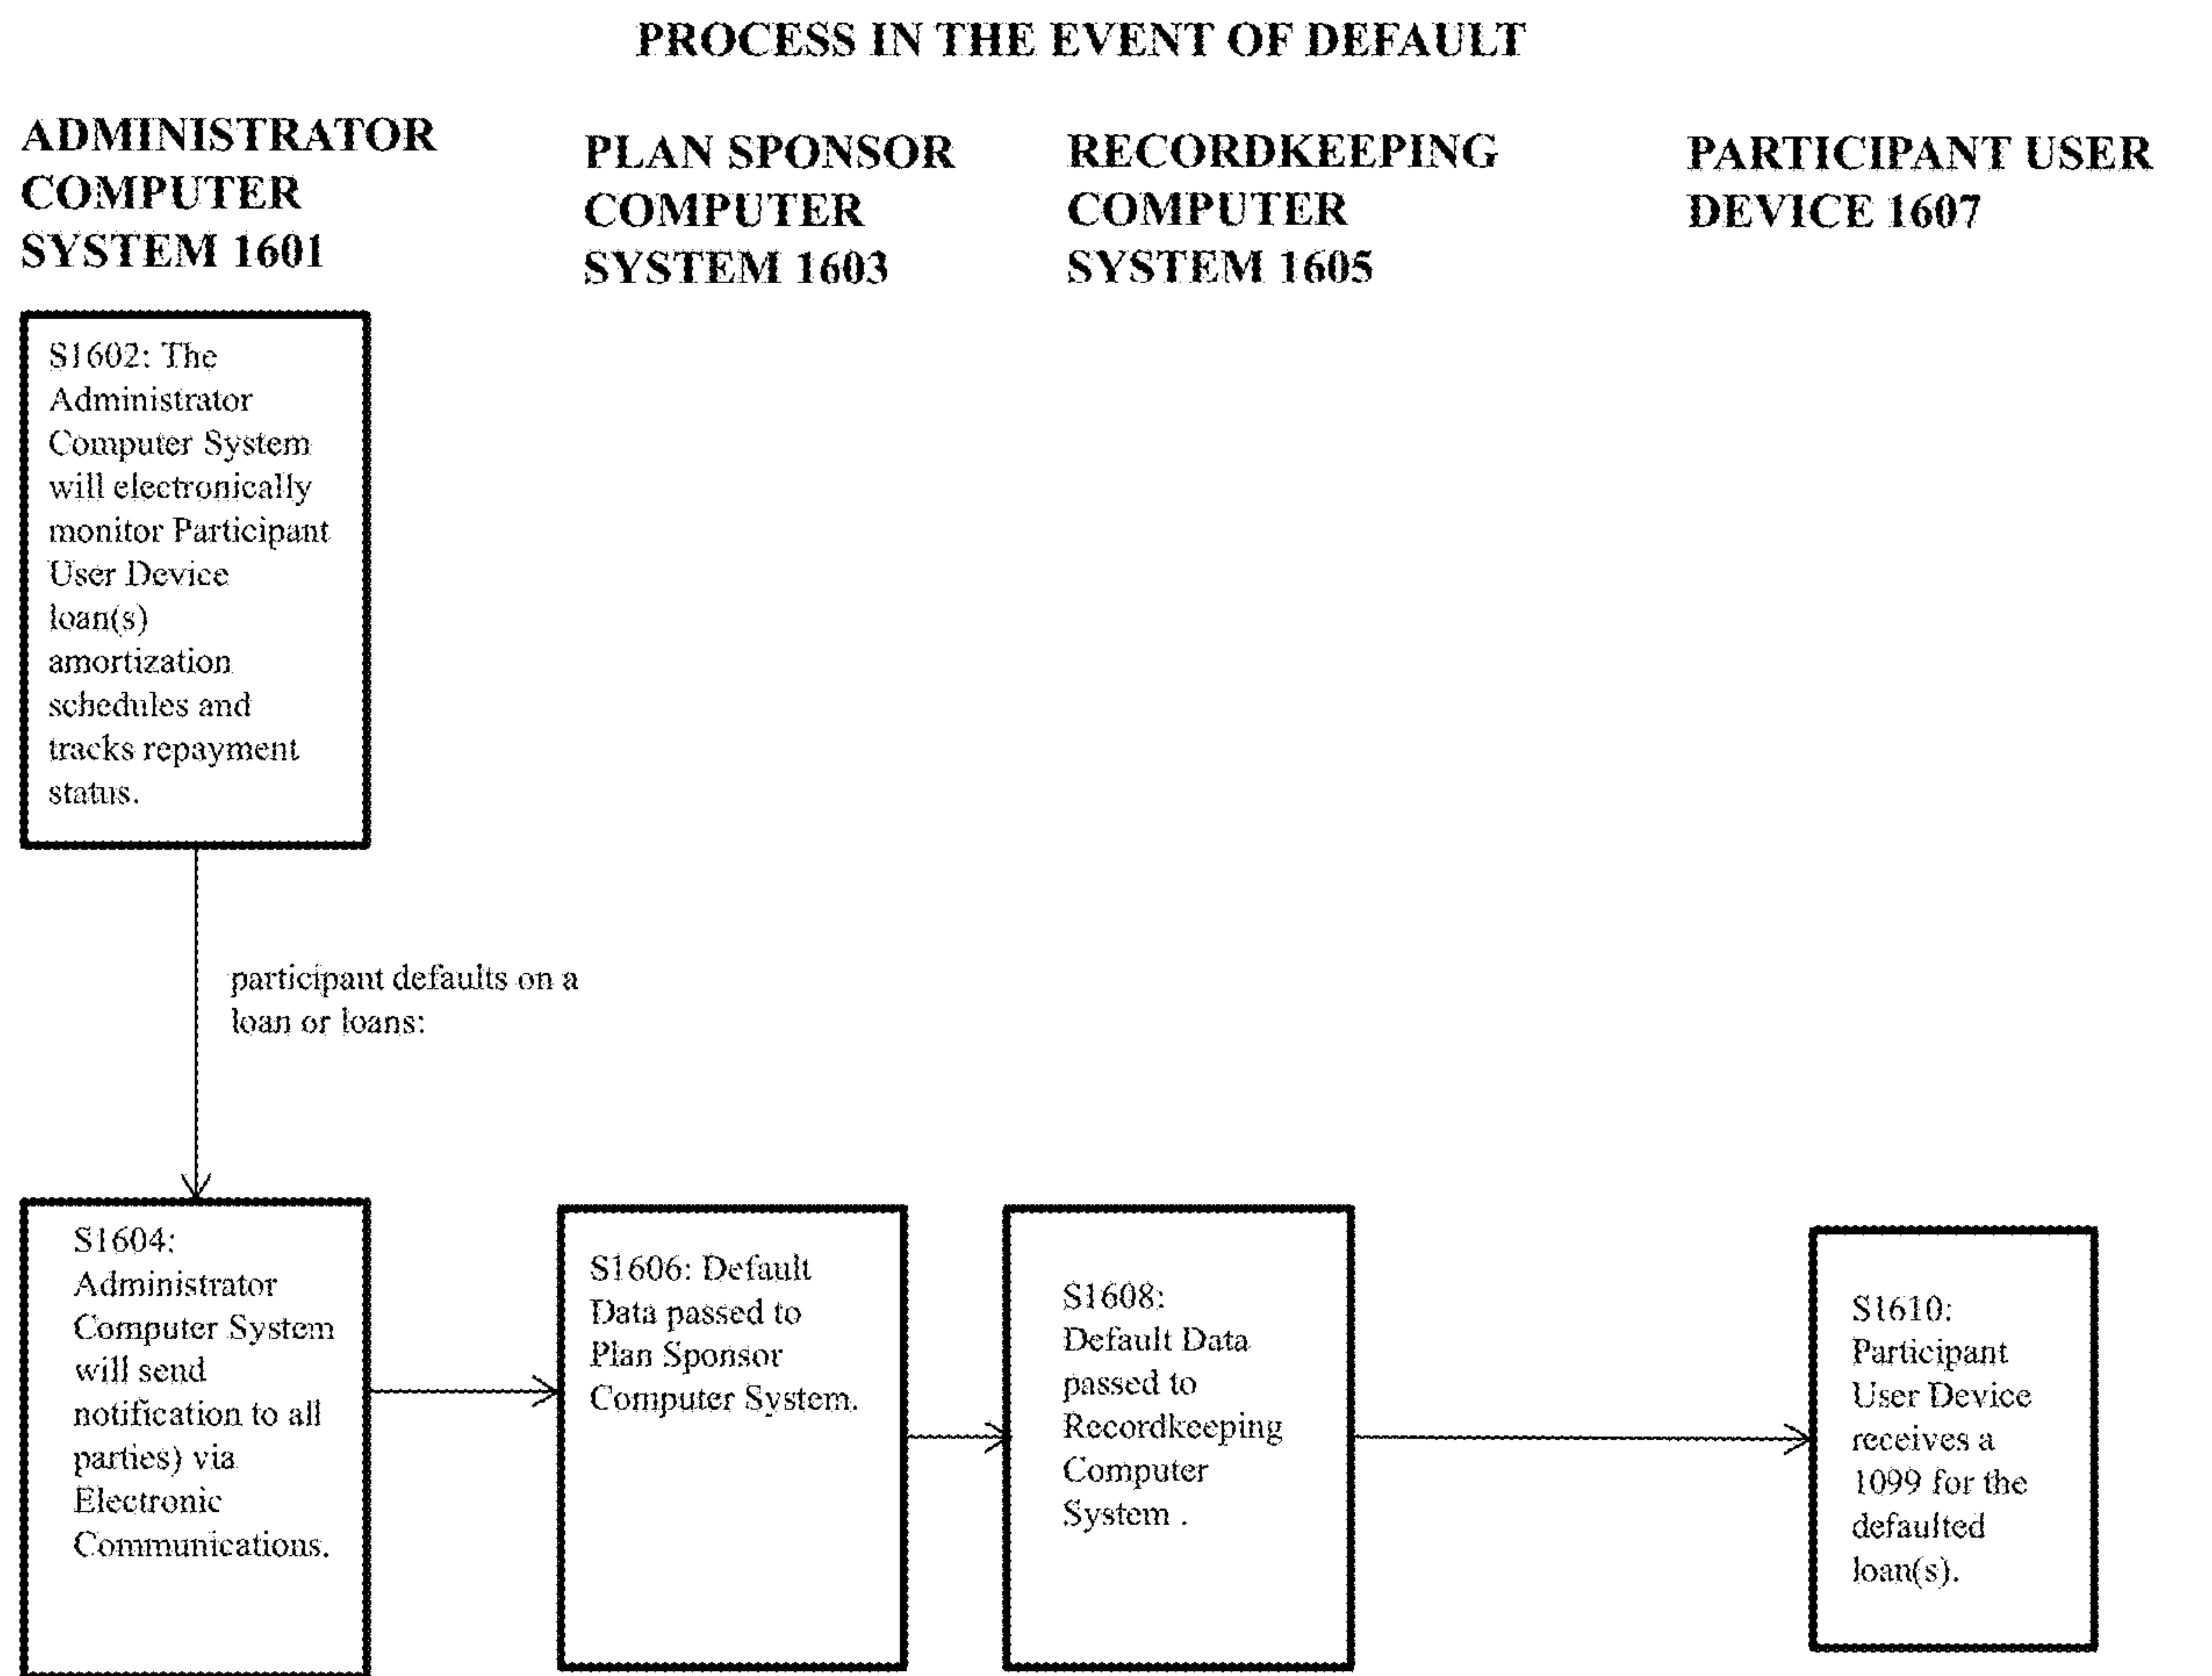 PROCESS IN THE EVENT OF DEFAULT
ADMINISTRATOR
COMPUTER
SYSTEM 1601
PLAN SPONSOR
COMPUTER
SYSTEM 1603
RECORDKEEPING
COMPUTER
SYSTEM 1605
PARTICIPANT USER
DEVICE 1607
S1602: The
Administrator
Computer System
will electronically
monitor Participant
User Device
loan(s)
amortization
schedules and
tracks repayment
status.
participant defaults on a
loan or loans:
S1604:
Administrator
Computer System
will send
notification to all
parties) via
Electronic
Communications.
S1606: Default
Data passed to
Plan Sponsor
Computer System.
S1608:
Default Data
passed to
Recordkeeping
Computer
System .
S1610:
Participant
User Device
receives a
1099 for the
defaulted
loan(s).